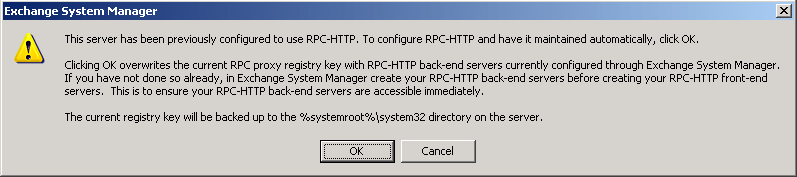 Exchange System Manager
This server has been previously configured to use RPC-HTTP. To configure RPC-HTTP and have it maintained automatically, click OK.
Clicking OK overwrites the current RPC proxy registry key with RPC-HTTP back-end servers currently configured through Exchange System Manager.
If you have not done so already, in Exchange System Manager create your RPC-HTTP back-end servers before creating your RPC-HTTP front-end
servers.  This is to ensure your RPC-HTTP back-end servers are accessible immediately.
The current registry key will be backed up to the %systemroot%\system32 directory on the server.
OK
Cancel